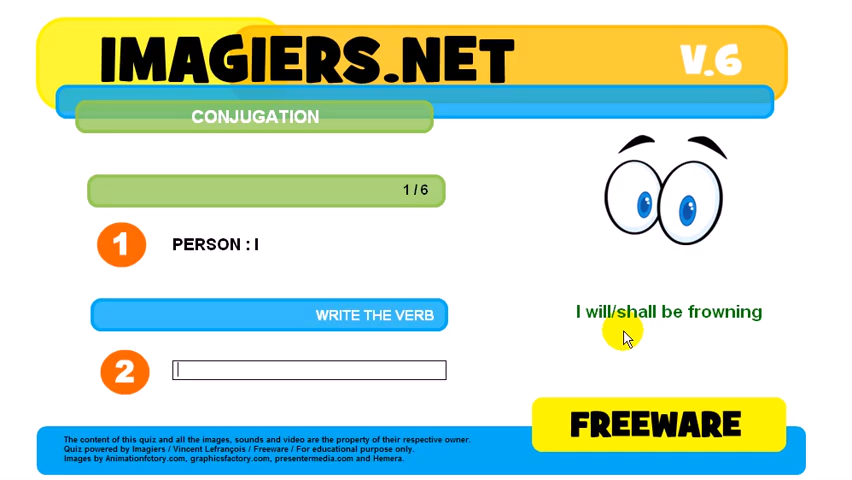 IMAGIERS.NET
V.6
CONJUGATION
1 / 6
1
PERSON : I
WRITE THE VERB
I will/shall be frowning
2
FREEWARE
The content of this quiz and all the images, sounds and video are the property of their respective owner.
Quiz powered by Imagiers / Vincent Lefrançois / Freeware / For educational purpose only.
Images by Animationfctory.com, graphicsfactory.com, presentermedia.com and Hemera.